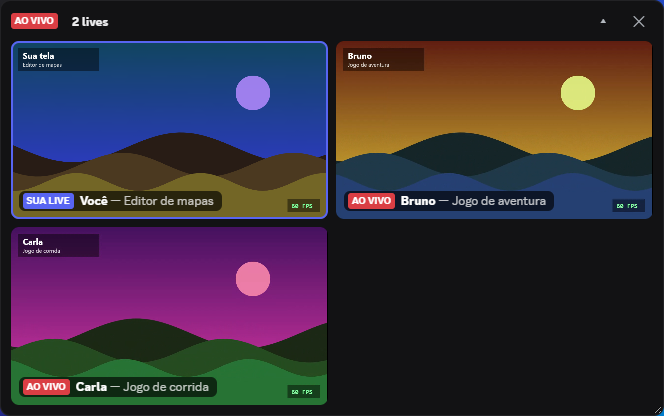 AO VIVO 2 lives
Sua tela
Editor de mapas
SUA LIVE Você — Editor de mapas
60 FPS
Bruno
Jogo de aventura
AO VIVO Bruno — Jogo de aventura
60 FPS
Carla
Jogo de corrida
AO VIVO Carla — Jogo de corrida
60 FPS